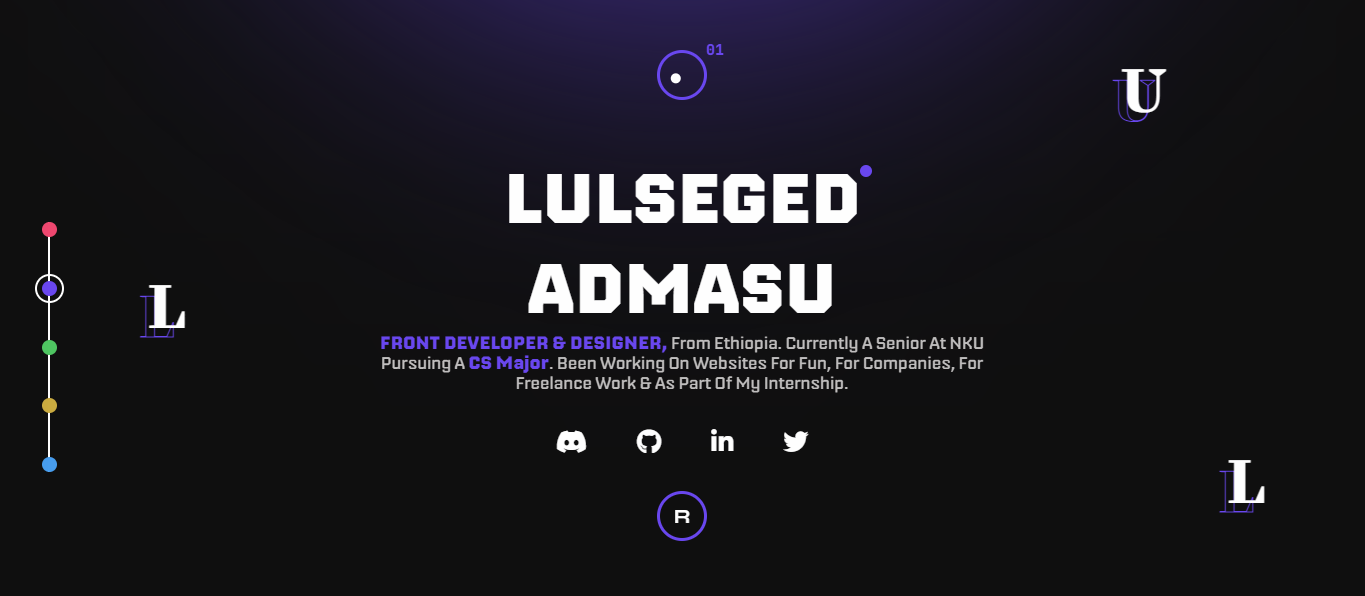 01
U
LULSEGED
ADMASU
L
FRONT DEVELOPER & DESIGNER, From Ethiopia. Currently A Senior At NKU
Pursuing A CS Major. Been Working On Websites For Fun, For Companies, For
Freelance Work & As Part Of My Internship.
in
L
R